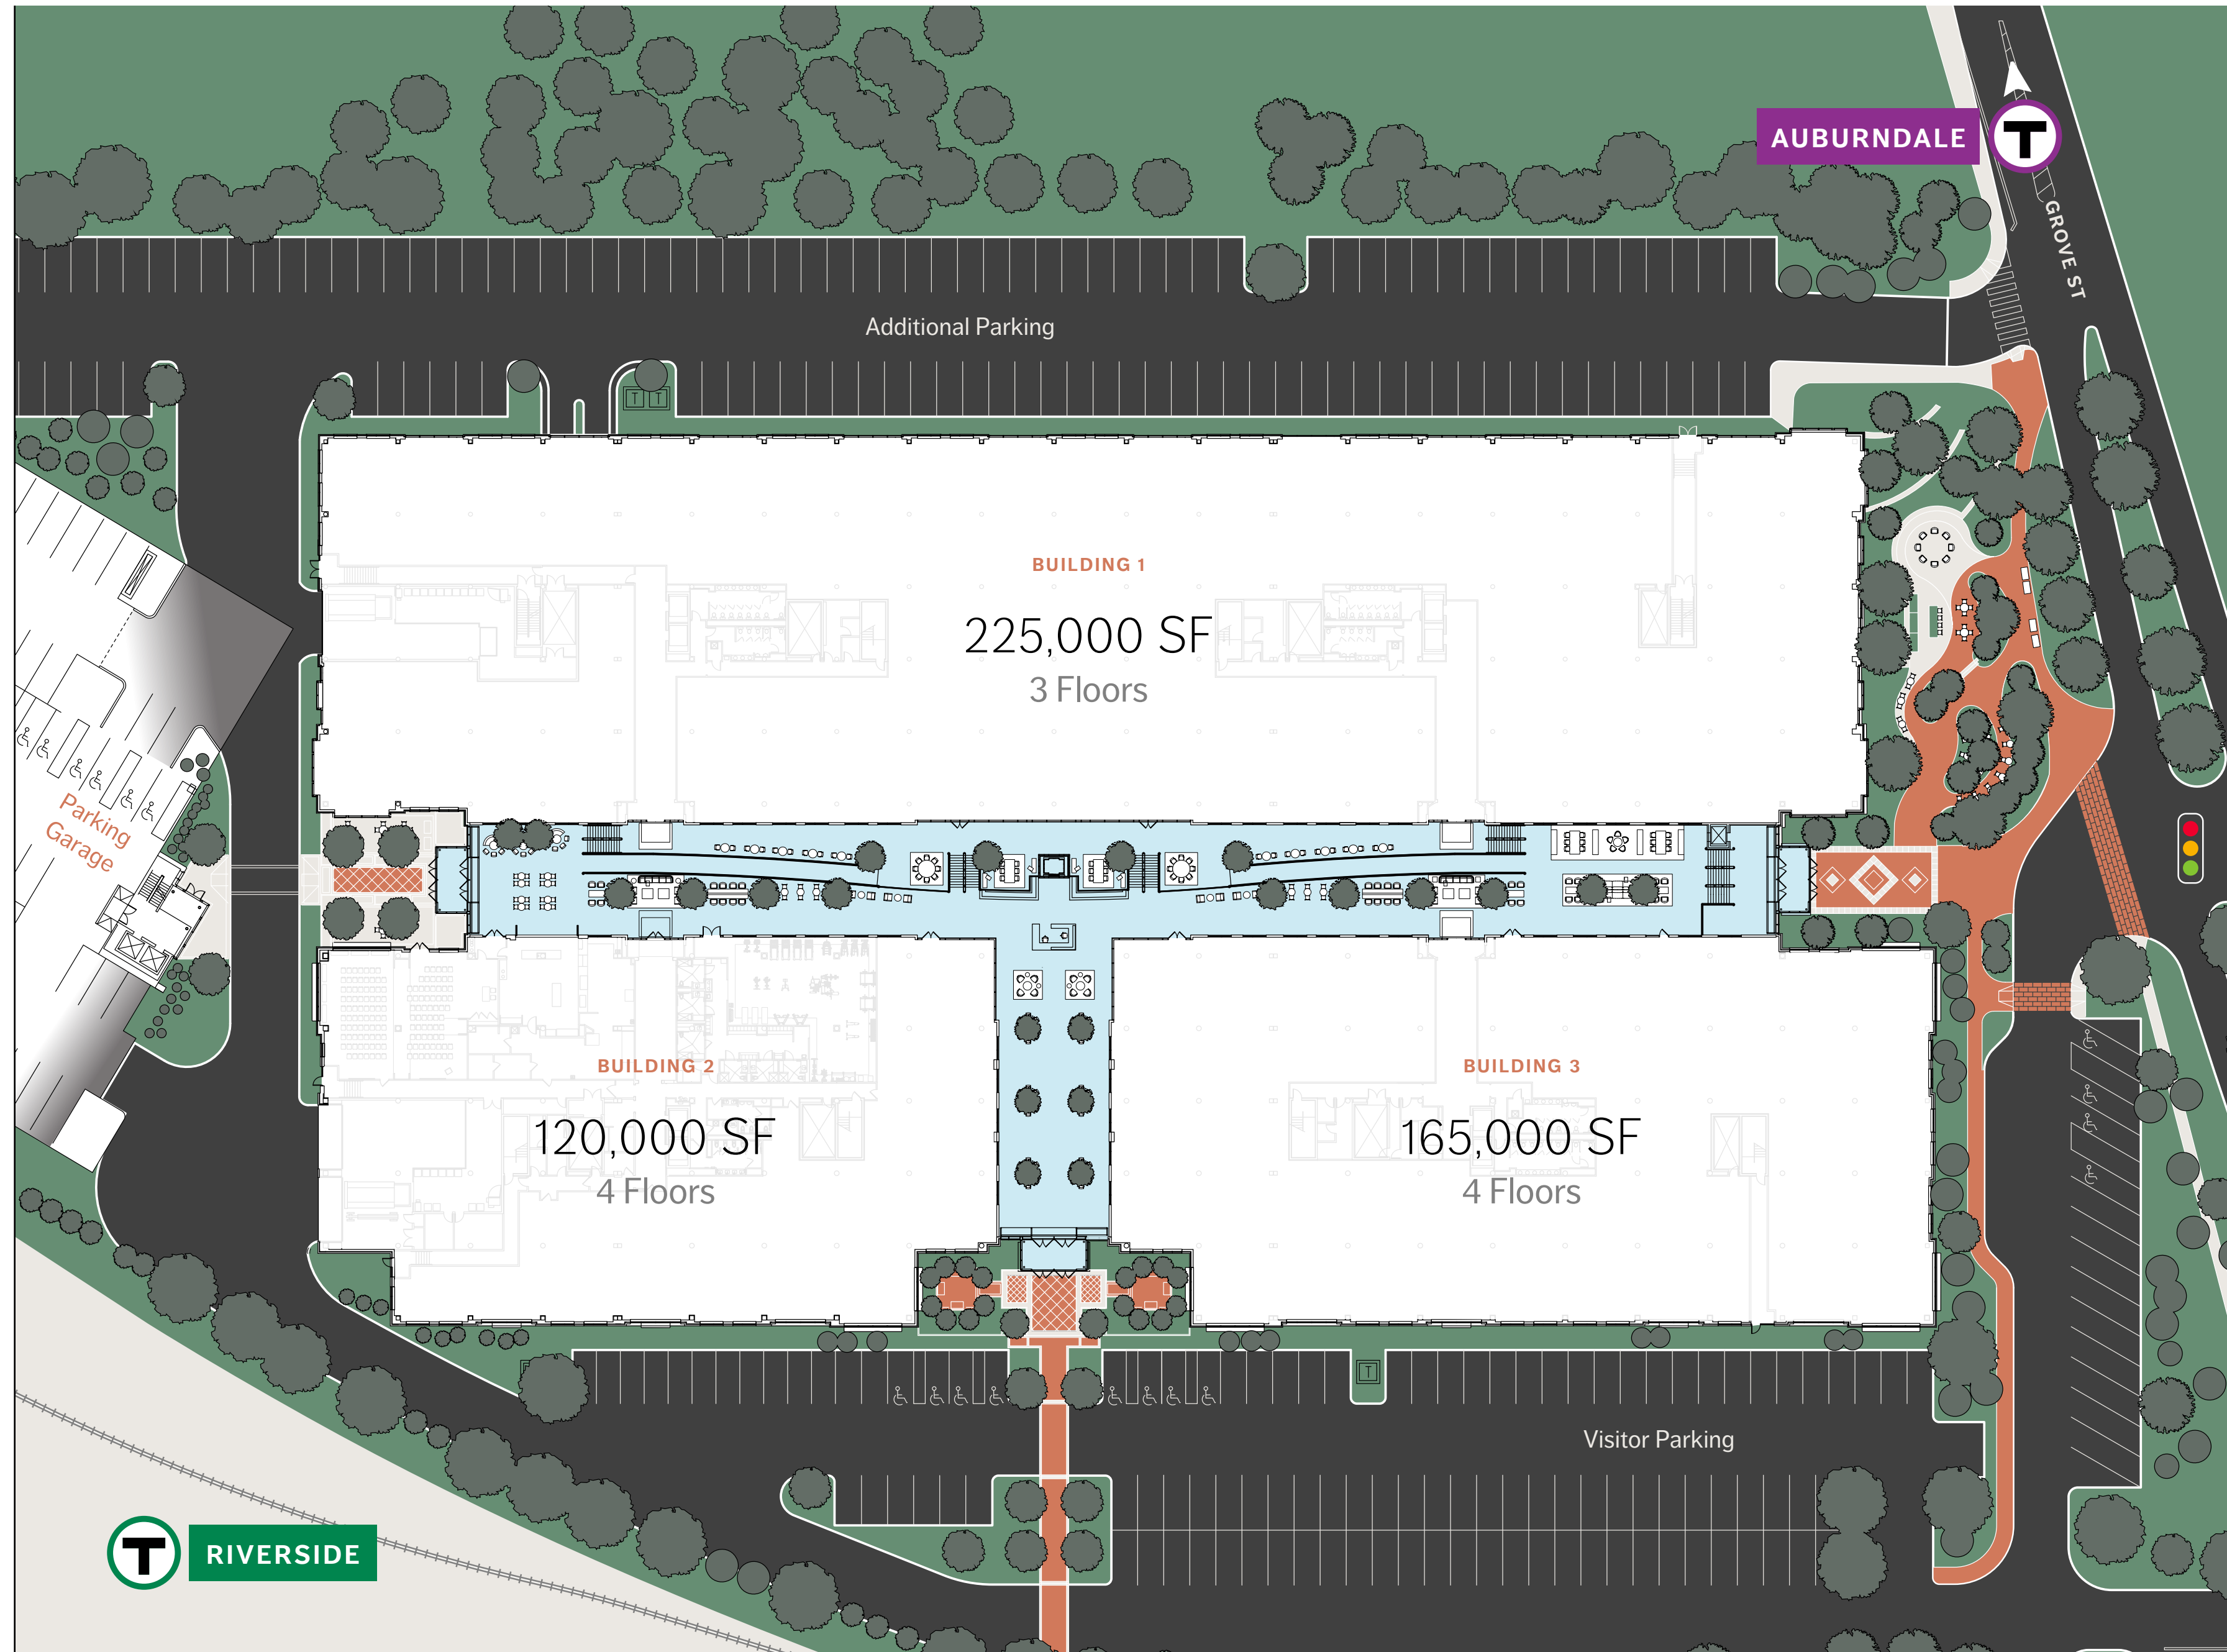 AUBURNDALE
T
GROVE ST
Additional Parking
T T
BUILDING 1
225,000 SF
3 Floors
Parking
Garage
BUILDING 2
120,000 SF
4 Floors
BUILDING 3
165,000 SF
4 Floors
T
Visitor Parking
T
RIVERSIDE